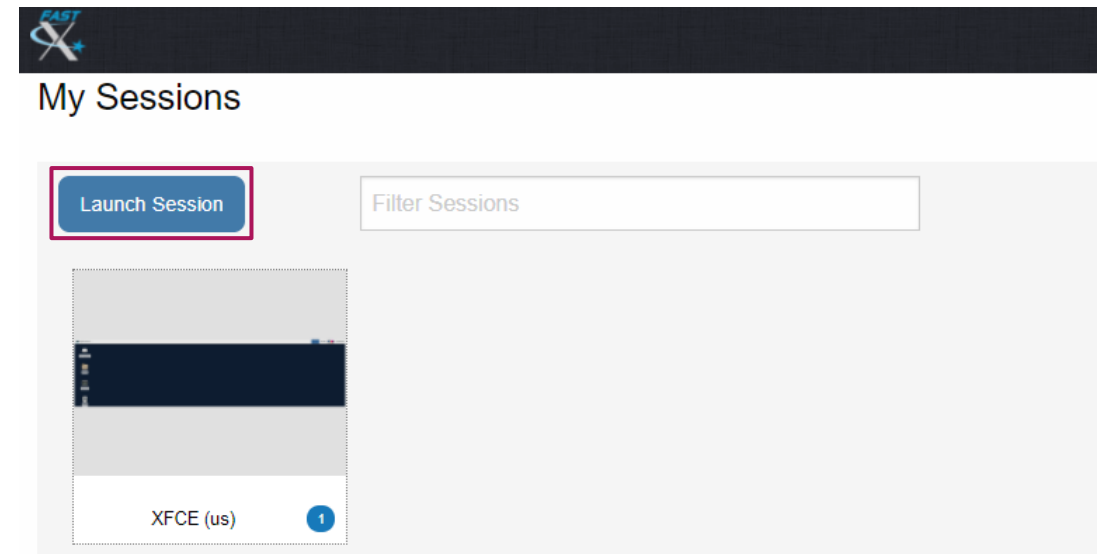 FAST
X
My Sessions
Launch Session
Filter Sessions
XFCE (us)
1